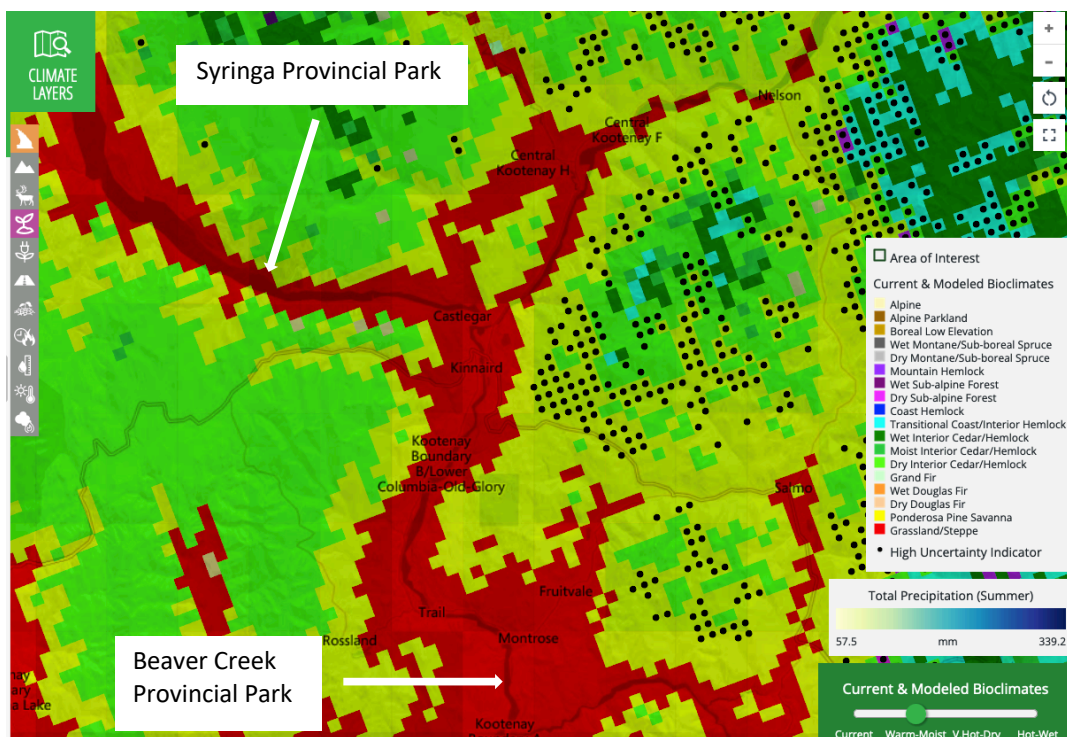 CLIMATE
LAYERS
Syringa Provincial Park
+
−
Nelson
Central
Kootenay F
Central
Kootenay H
Castlegar
Kinnaird
Kootenay
Boundary
B/Lower
Columbia-Old-Glory
Salmo
Fruitvale
Trail
Rossland
Montrose
Beaver Creek
Provincial Park
Kootenay
Area of Interest
Current & Modeled Bioclimates
Alpine
Alpine Parkland
Boreal Low Elevation
Wet Montane/Sub-boreal Spruce
Dry Montane/Sub-boreal Spruce
Mountain Hemlock
Wet Sub-alpine Forest
Dry Sub-alpine Forest
Coast Hemlock
Transitional Coast/Interior Hemlock
Wet Interior Cedar/Hemlock
Moist Interior Cedar/Hemlock
Dry Interior Cedar/Hemlock
Grand Fir
Wet Douglas Fir
Dry Douglas Fir
Ponderosa Pine Savanna
Grassland/Steppe
High Uncertainty Indicator
Total Precipitation (Summer)
57.5 mm 339.2
Current & Modeled Bioclimates
Current Warm-Moist V.Hot-Dry Hot-Wet